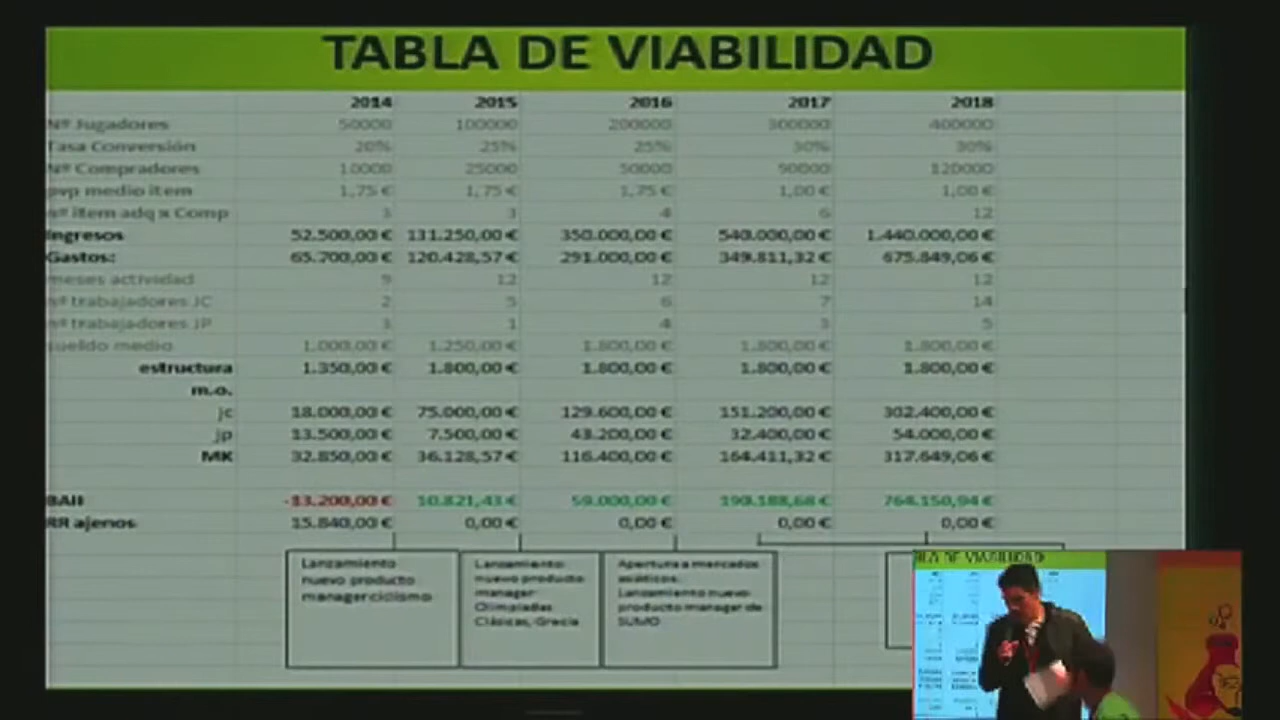 TABLA DE VIABILIDAD
2014 2015 2016 2017 2018
Nº Jugadores 50000 100000 200000 300000 400000
Tasa Conversión 20% 25% 25% 30% 30%
Nº Compradores 10000 25000 50000 90000 120000
pvp medio item 1,75 € 1,75 € 1,75 € 1,00 € 1,00 €
nº item adq x Comp 3 3 4 6 12
Ingresos 52.500,00 € 131.250,00 € 350.000,00 € 540.000,00 € 1.440.000,00 €
Gastos: 65.700,00 € 120.428,57 € 291.000,00 € 349.811,32 € 675.849,06 €
meses actividad 9 12 12 12 12
nº trabajadores JC 2 5 6 7 14
nº trabajadores JP 3 1 4 3 5
sueldo medio 1.000,00 € 1.250,00 € 1.800,00 € 1.800,00 € 1.800,00 €
estructura 1.350,00 € 1.800,00 € 1.800,00 € 1.800,00 € 1.800,00 €
m.o.
jc 18.000,00 € 75.000,00 € 129.600,00 € 151.200,00 € 302.400,00 €
jp 13.500,00 € 7.500,00 € 43.200,00 € 32.400,00 € 54.000,00 €
MK 32.850,00 € 36.128,57 € 116.400,00 € 164.411,32 € 317.649,06 €
BAII -13.200,00 € 10.821,43 € 59.000,00 € 190.188,68 € 764.150,94 €
RR ajenos 15.840,00 € 0,00 € 0,00 € 0,00 € 0,00 €
Lanzamiento
nuevo producto
manager ciclismo
Lanzamiento
nuevo producto
manager
Olimpiadas
Clásicas, Grecia
Apertura a mercados
asiáticos.
Lanzamiento nuevo
producto manager de
SUMO
BLA DE VIABILIDAD